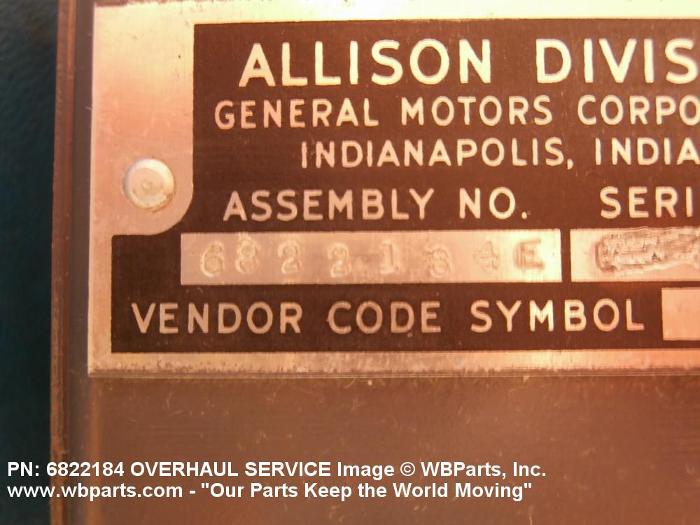 ALLISON DIVIS
GENERAL MOTORS CORPO
INDIANAPOLIS, INDIA
ASSEMBLY NO. SERI
6822184E
VENDOR CODE SYMBOL
PN: 6822184 OVERHAUL SERVICE Image © WBParts, Inc.
www.wbparts.com - "Our Parts Keep the World Moving"